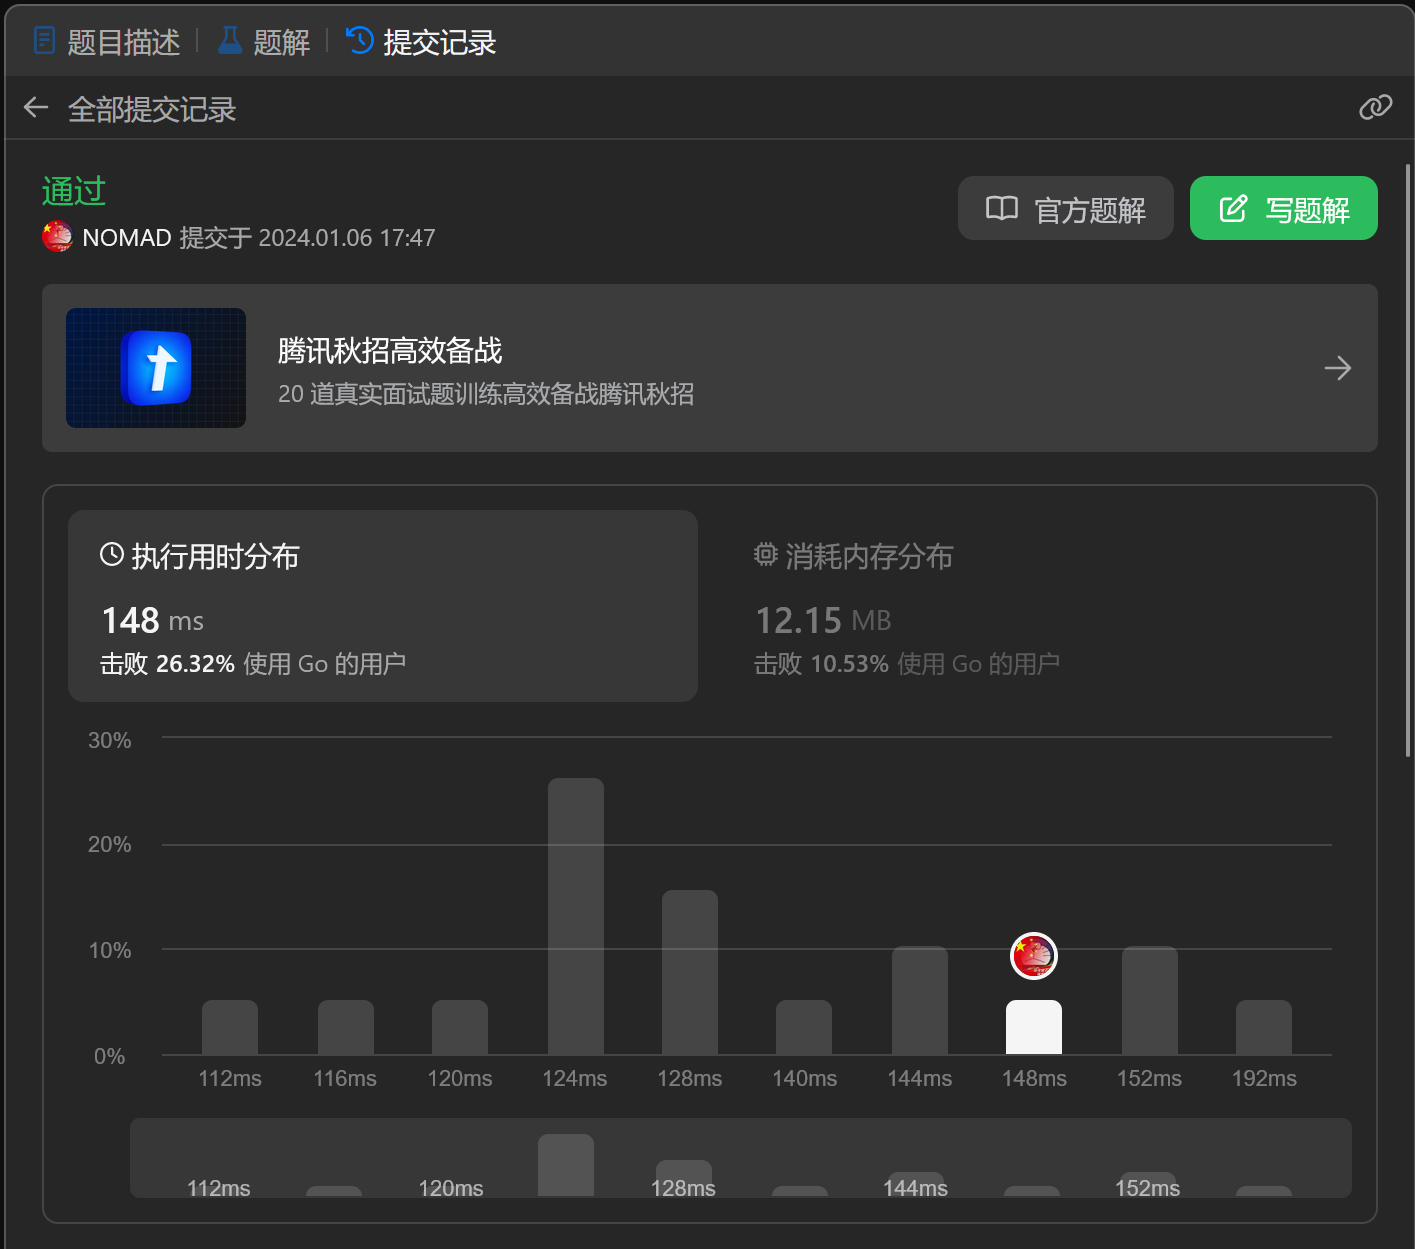 题目描述 题解 提交记录
全部提交记录
通过
NOMAD 提交于 2024.01.06 17:47
官方题解
写题解
腾讯秋招高效备战
20 道真实面试题训练高效备战腾讯秋招
执行用时分布
148 ms
击败 26.32% 使用 Go 的用户
消耗内存分布
12.15 MB
击败 10.53% 使用 Go 的用户
30%
20%
10%
0%
112ms 116ms 120ms 124ms 128ms 140ms 144ms 148ms 152ms 192ms
112ms 120ms 128ms 144ms 152ms